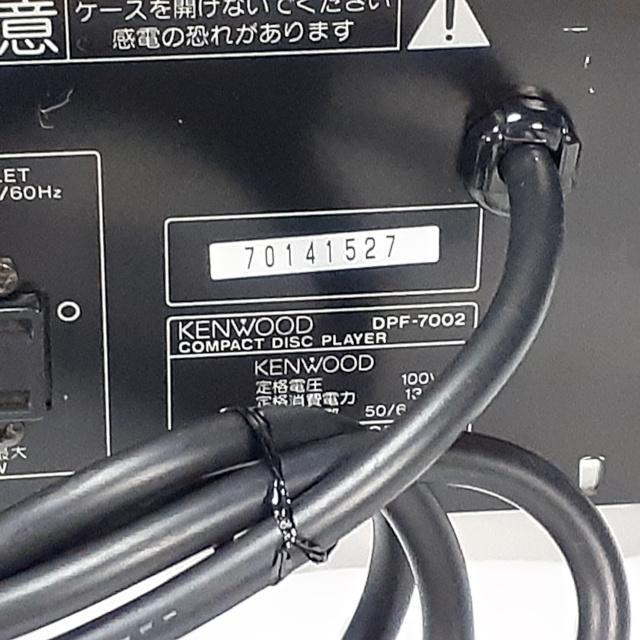 意
ケースを開けないでください
感電の恐れがあります
LET
/60Hz
70141527
KENWOOD DPF-7002
COMPACT DISC PLAYER
KENWOOD
定格電圧 100V
定格消費電力 13
50/6
最大
W